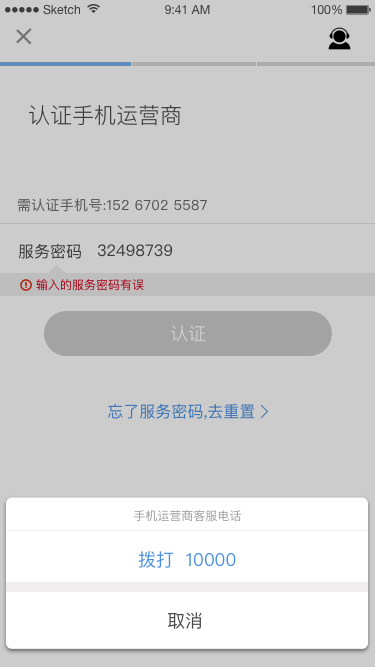 Sketch 9:41 AM 100%
认证手机运营商
需认证手机号:152 6702 5587
服务密码 32498739
输入的服务密码有误
认证
忘了服务密码,去重置
手机运营商客服电话
拨打 10000
取消